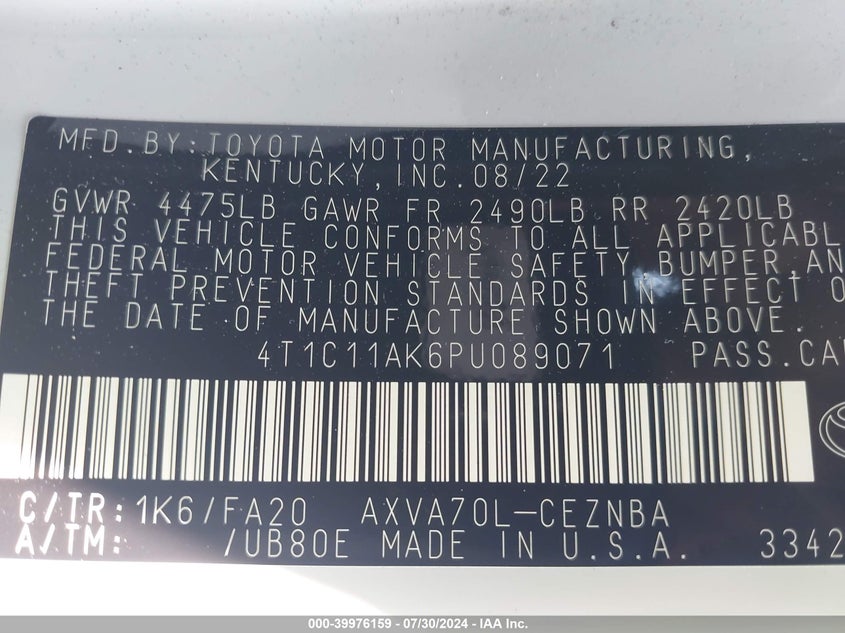 MFD.BY:TOYOTA MOTOR MANUFACTURING,
KENTUCKY,INC.08/22
GVWR 4475LB GAWR FR 2490LB RR 2420LB
THIS VEHICLE CONFORMS TO ALL APPLICABL
FEDERAL MOTOR VEHICLE SAFETY,BUMPER,AN
THEFT PREVENTION STANDARDS IN EFFECT O
THE DATE OF MANUFACTURE SHOWN ABOVE.
4T1C11AK6PU089071 PASS.CA
C/TR:1K6/FA20 AXVA70L-CEZNBA
A/TM: /UB80E MADE IN U.S.A. 3342
000-39976159 — 07/30/2024 — IAA Inc.